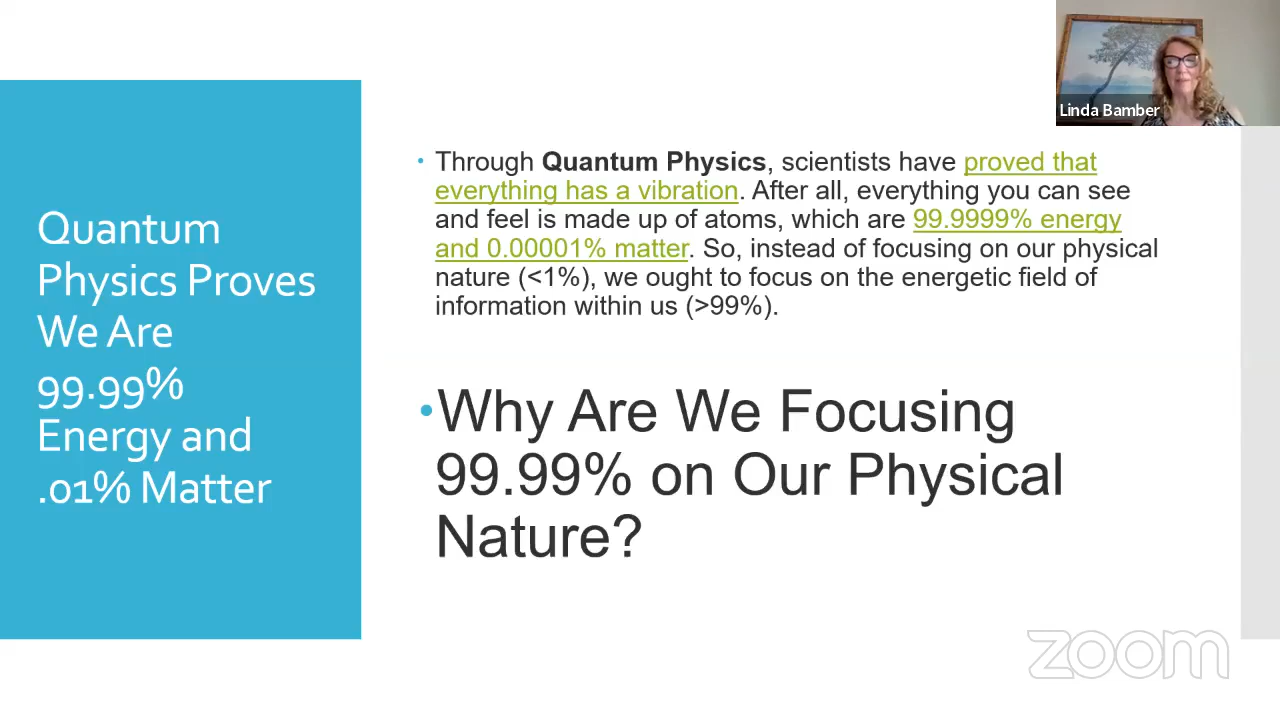 Linda Bamber
Quantum
Physics Proves
We Are
99.99%
Energy and
.01% Matter
• Through Quantum Physics, scientists have proved that
everything has a vibration. After all, everything you can see
and feel is made up of atoms, which are 99.9999% energy
and 0.00001% matter. So, instead of focusing on our physical
nature (<1%), we ought to focus on the energetic field of
information within us (>99%).
•Why Are We Focusing
99.99% on Our Physical
Nature?
zoom